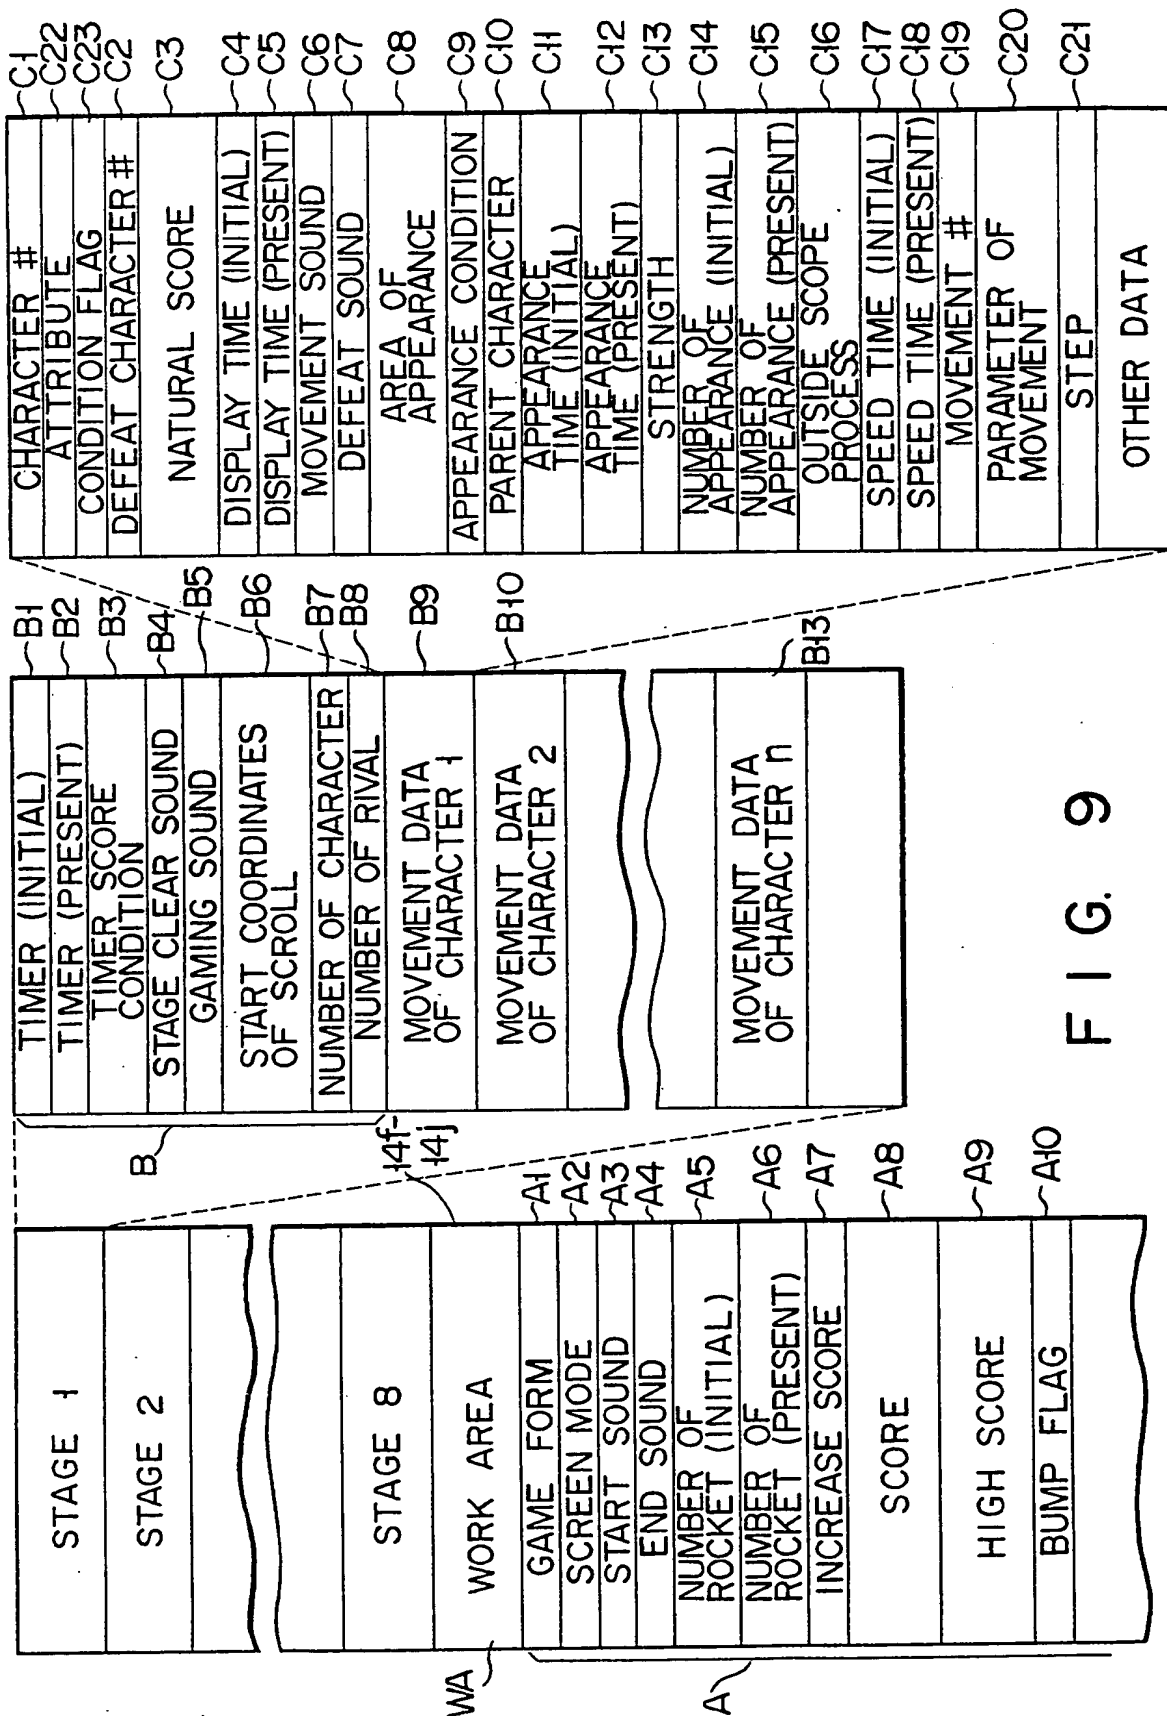 STAGE 1
STAGE 2
STAGE 8
WORK AREA
GAME FORM
SCREEN MODE
START SOUND
END SOUND
NUMBER OF
ROCKET (INITIAL)
NUMBER OF
ROCKET (PRESENT)
INCREASE SCORE
SCORE
HIGH SCORE
BUMP FLAG
WA
A
14f-
14j
A1
A2
A3
A4
A5
A6
A7
A8
A9
A10
TIMER (INITIAL)
TIMER (PRESENT)
TIMER SCORE
CONDITION
STAGE CLEAR SOUND
GAMING SOUND
START COORDINATES
OF SCROLL
NUMBER OF CHARACTER
NUMBER OF RIVAL
MOVEMENT DATA
OF CHARACTER 1
MOVEMENT DATA
OF CHARACTER 2
MOVEMENT DATA
OF CHARACTER n
B
B1
B2
B3
B4
B5
B6
B7
B8
B9
B10
B13
CHARACTER #
ATTRIBUTE
CONDITION FLAG
DEFEAT CHARACTER #
NATURAL SCORE
DISPLAY TIME (INITIAL)
DISPLAY TIME (PRESENT)
MOVEMENT SOUND
DEFEAT SOUND
AREA OF
APPEARANCE
APPEARANCE CONDITION
PARENT CHARACTER
APPEARANCE
TIME (INITIAL)
APPEARANCE
TIME (PRESENT)
STRENGTH
NUMBER OF
APPEARANCE (INITIAL)
NUMBER OF
APPEARANCE (PRESENT)
OUTSIDE SCOPE
PROCESS
SPEED TIME (INITIAL)
SPEED TIME (PRESENT)
MOVEMENT #
PARAMETER OF
MOVEMENT
STEP
OTHER DATA
C1
C22
C23
C2
C3
C4
C5
C6
C7
C8
C9
C10
C11
C12
C13
C14
C15
C16
C17
C18
C19
C20
C21
FIG. 9